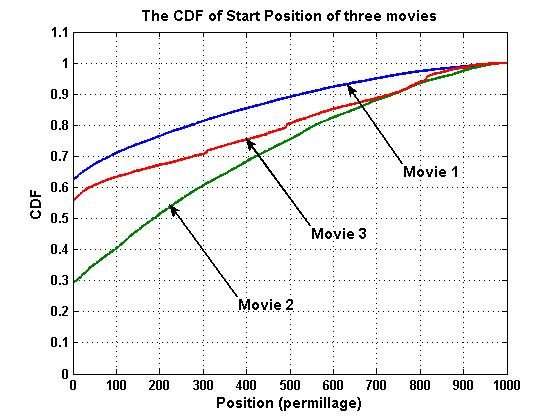 The CDF of Start Position of three movies
1.1
1
0.9
0.8
0.7
0.6
0.5
0.4
0.3
0.2
0.1
0
CDF
Movie 1
Movie 3
Movie 2
0 100 200 300 400 500 600 700 800 900 1000
Position (permillage)